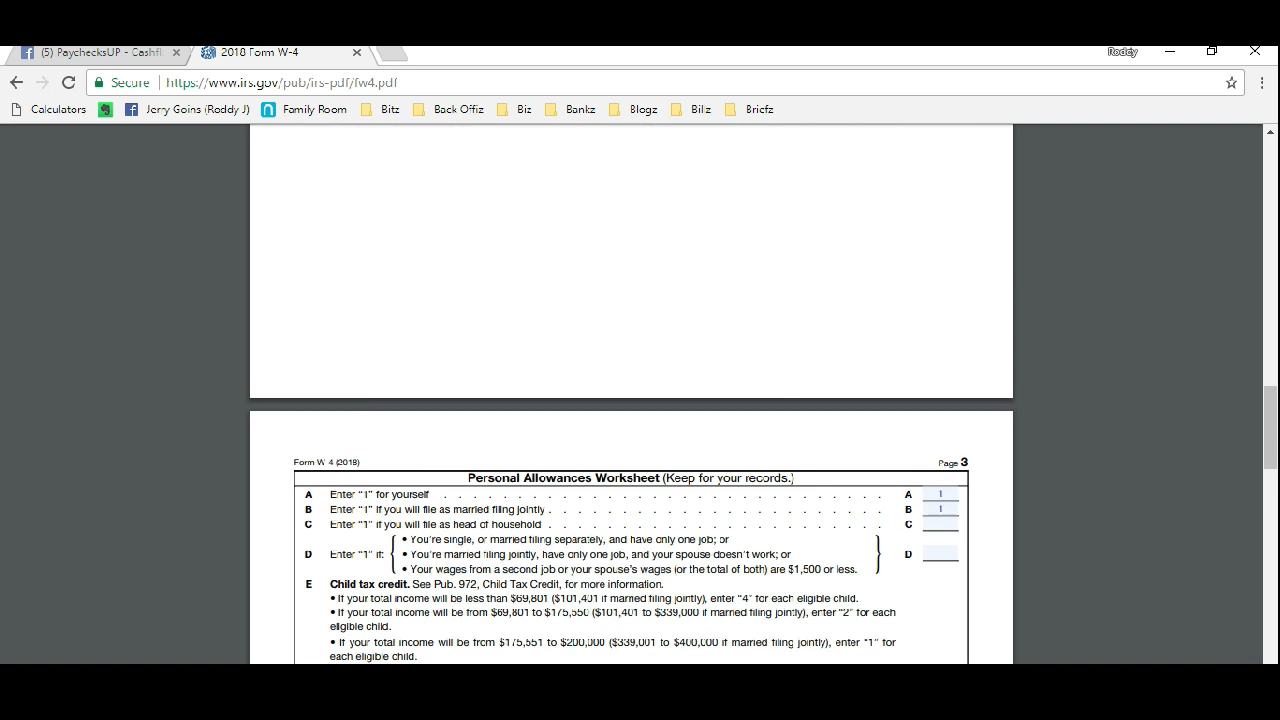 (5) PaychecksUP - Cashfl
2018 Form W-4
Roddy
Secure
https://www.irs.gov/pub/irs-pdf/fw4.pdf
Calculators
Jerry Goins (Roddy J)
Family Room
Bitz
Back Offiz
Biz
Bankz
Blogz
Billz
Briefz
Form W-4 (2018)
Page 3
Personal Allowances Worksheet (Keep for your records.)
A Enter "1" for yourself . . . . . . . . . . . . . . . . . . . . . . . . . . . . . . A 1
B Enter "1" if you will file as married filing jointly . . . . . . . . . . . . . . . . . . . . . . . B 1
C Enter "1" if you will file as head of household . . . . . . . . . . . . . . . . . . . . . . . C
• You're single, or married filing separately, and have only one job; or
D Enter "1" if: • You're married filing jointly, have only one job, and your spouse doesn't work; or D
• Your wages from a second job or your spouse's wages (or the total of both) are $1,500 or less.
E Child tax credit. See Pub. 972, Child Tax Credit, for more information.
• If your total income will be less than $69,801 ($101,401 if married filing jointly), enter "4" for each eligible child.
• If your total income will be from $69,801 to $175,550 ($101,401 to $339,000 if married filing jointly), enter "2" for each
eligible child.
• If your total income will be from $175,551 to $200,000 ($339,001 to $400,000 if married filing jointly), enter "1" for
each eligible child.